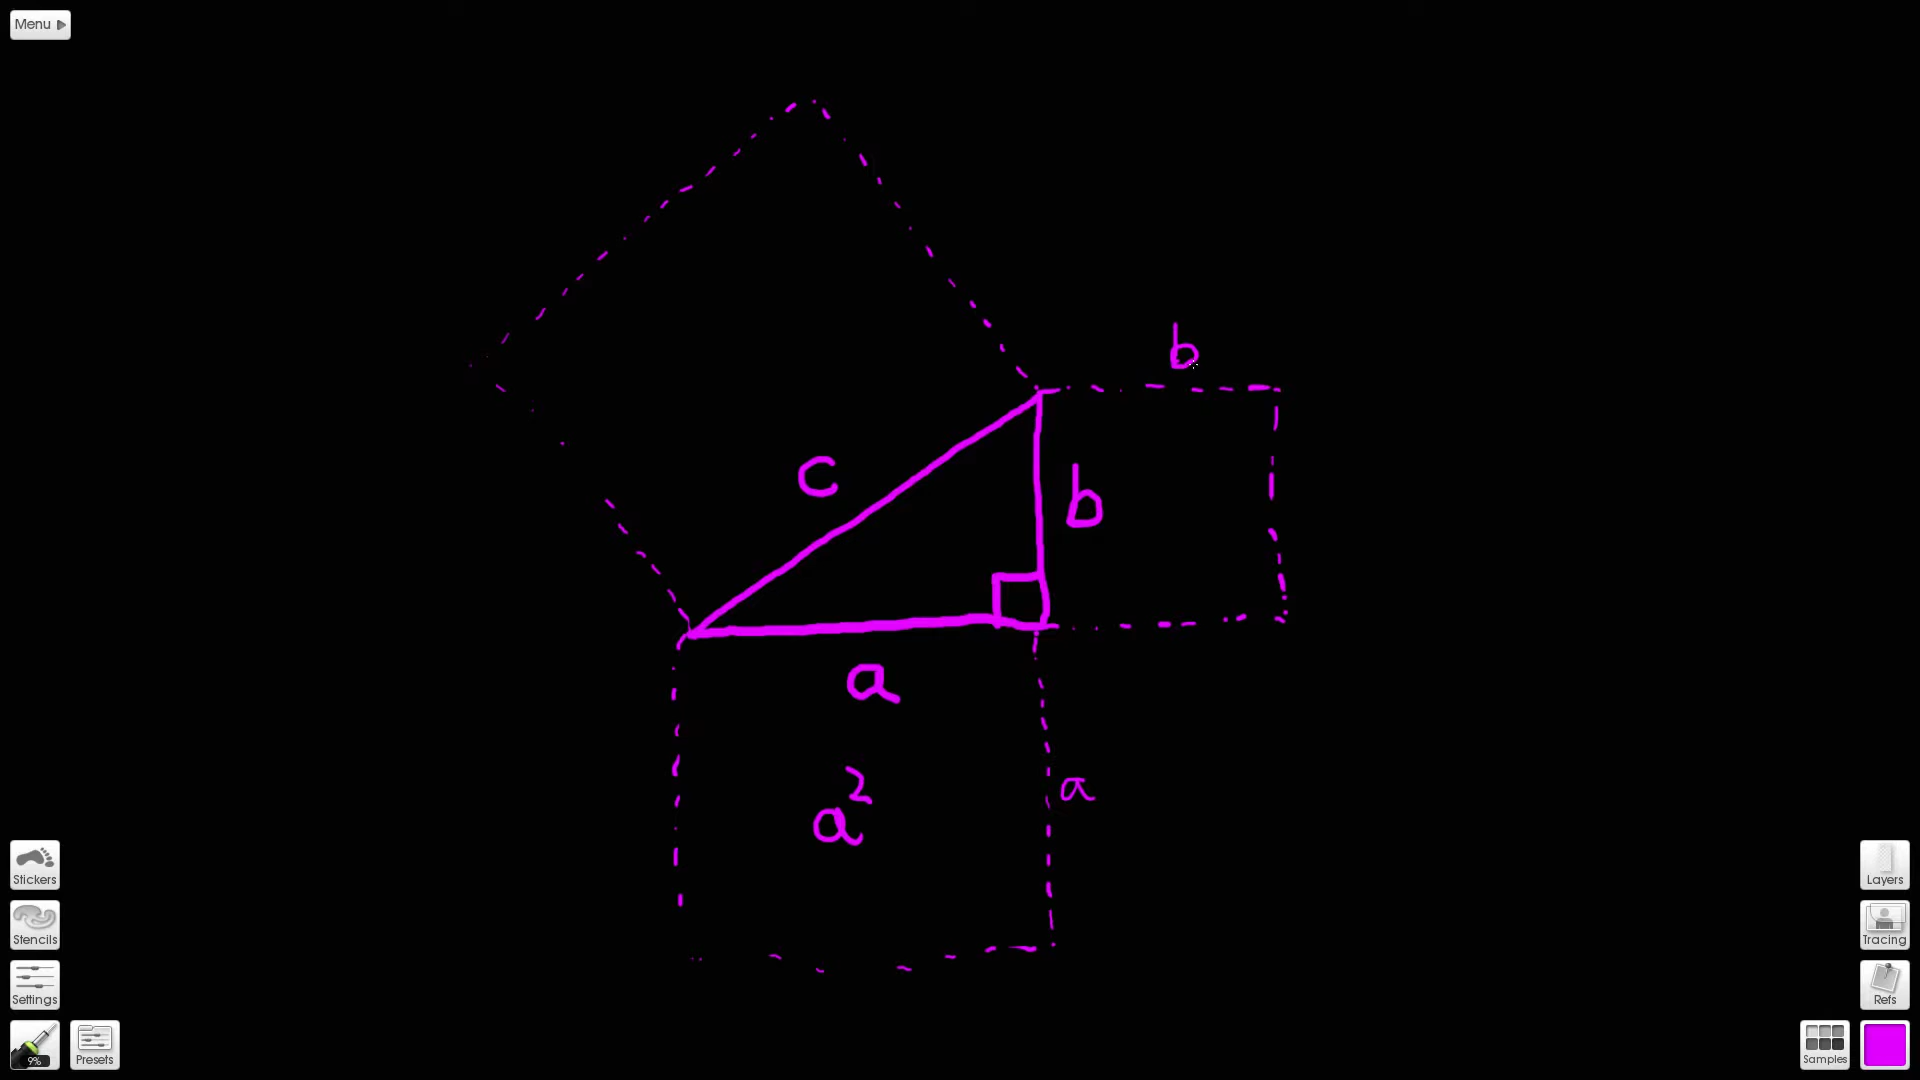 Menu
b
c
b
a
a²
a
Stickers
Stencils
Settings
9%
Presets
Layers
Tracing
Refs
Samples